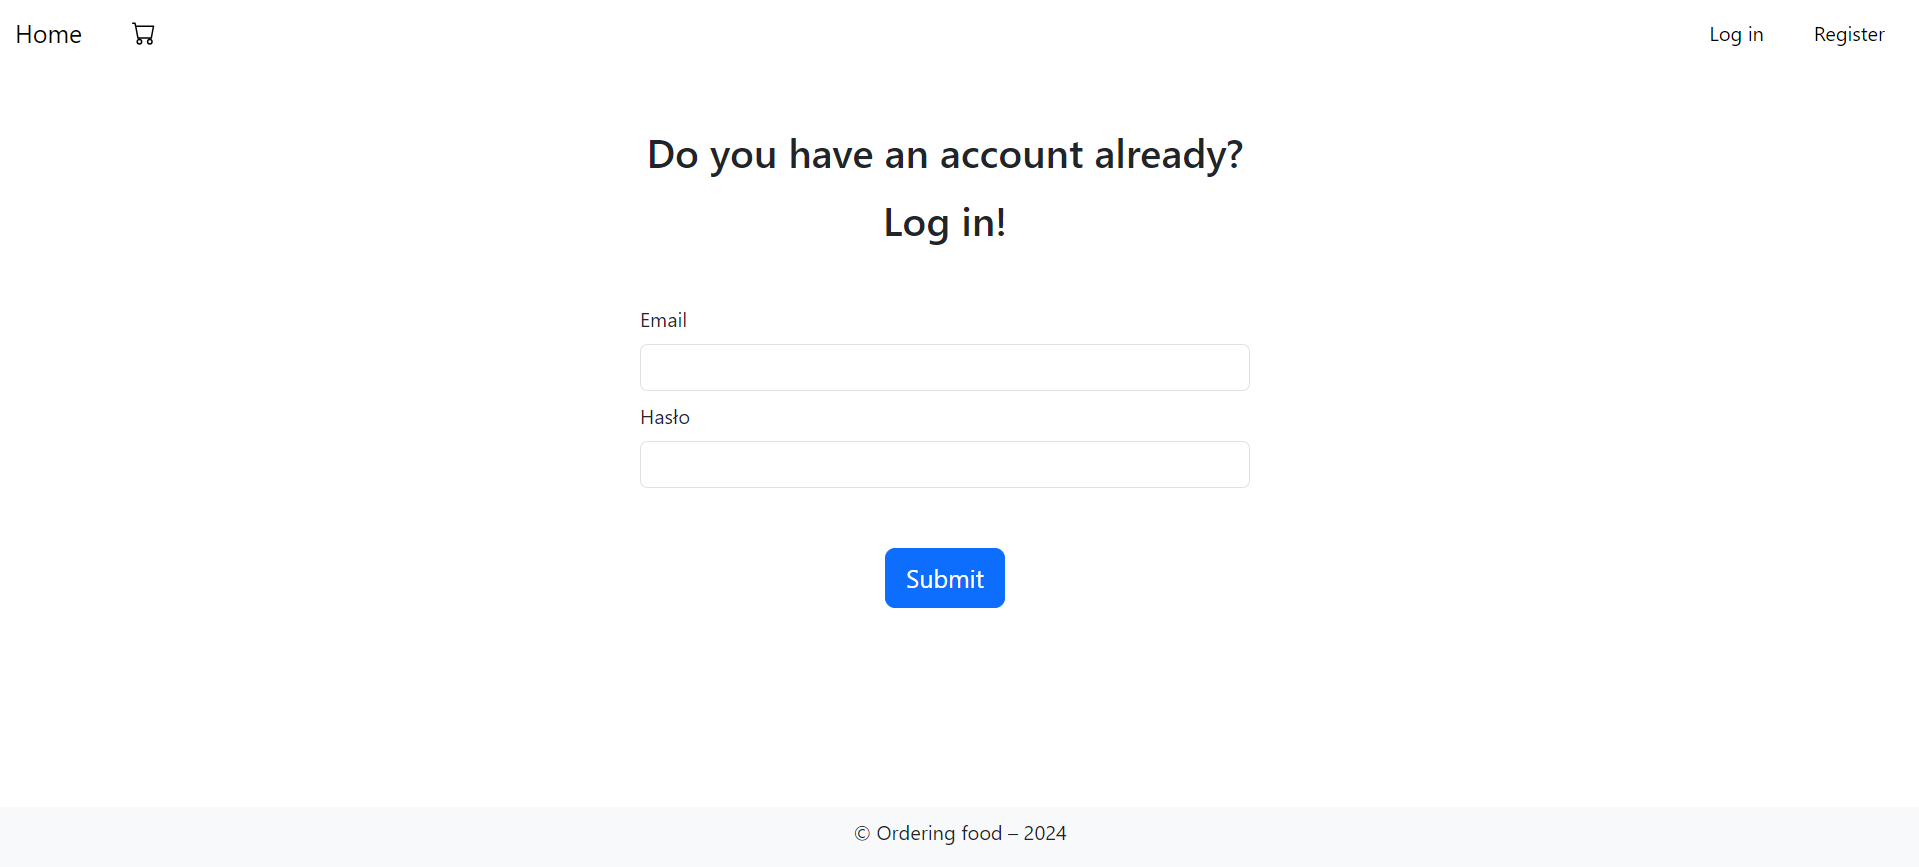 Home
Log in
Register
Do you have an account already?
Log in!
Email
Hasło
Submit
© Ordering food – 2024